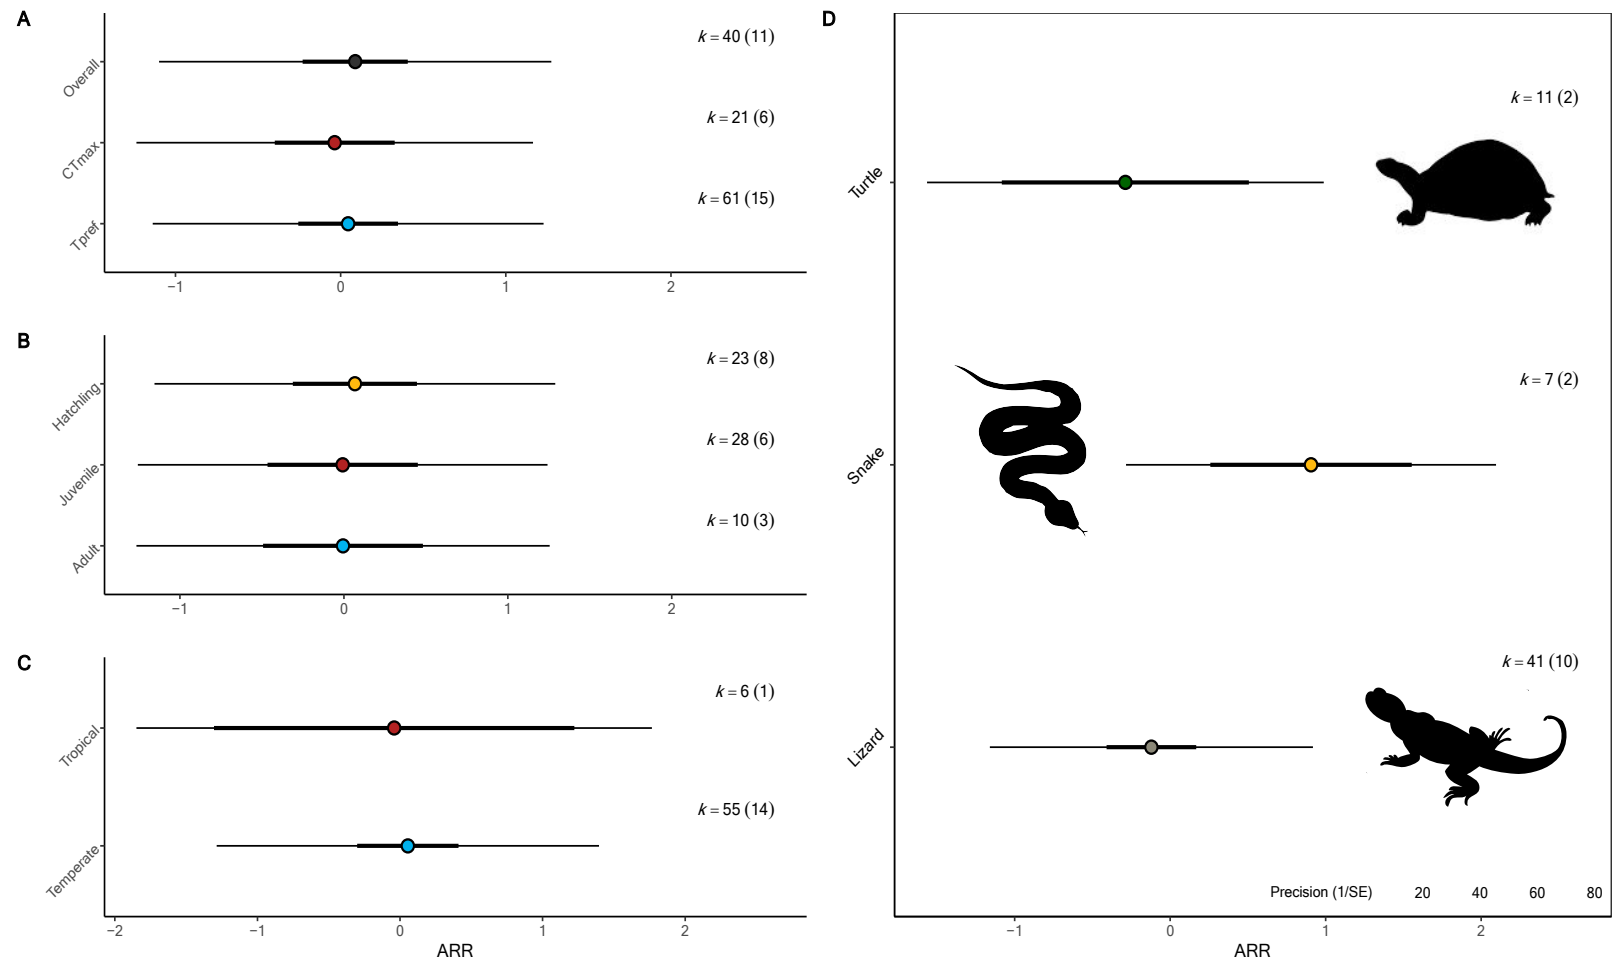 A
k = 40 (11)
Overall
k = 21 (6)
CTmax
k = 61 (15)
Tpref
−1 0 1 2
B
k = 23 (8)
Hatchling
k = 28 (6)
Juvenile
k = 10 (3)
Adult
−1 0 1 2
C
k = 6 (1)
Tropical
k = 55 (14)
Temperate
−2 −1 0 1 2
ARR
D
k = 11 (2)
Turtle
k = 7 (2)
Snake
k = 41 (10)
Lizard
Precision (1/SE) 20 40 60 80
−1 0 1 2
ARR